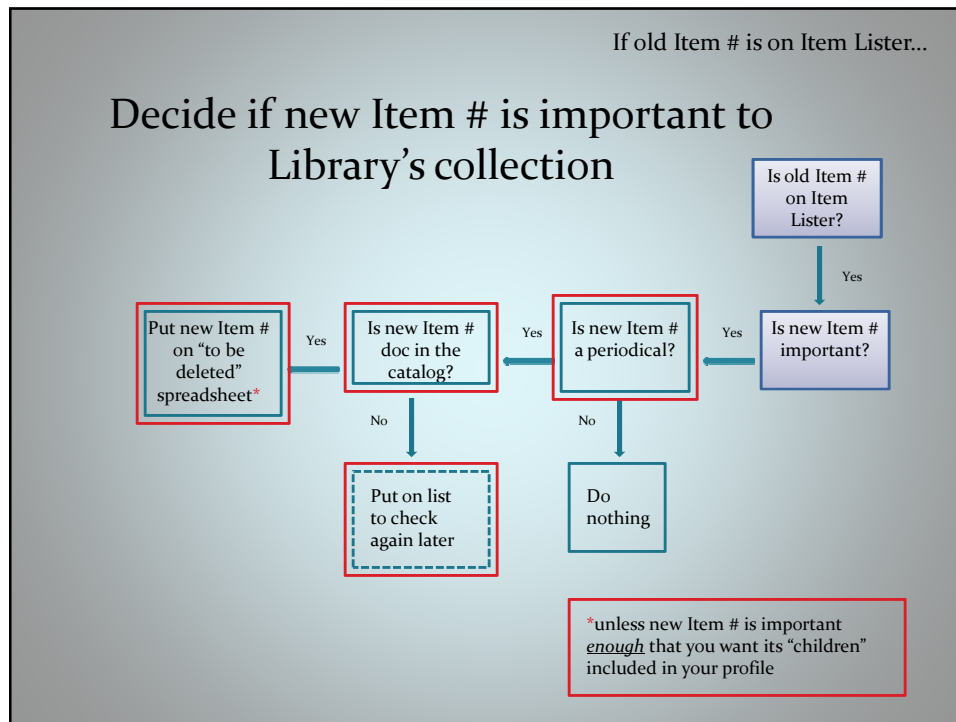 If old Item # is on Item Lister...
Decide if new Item # is important to
Library's collection
Is old Item #
on Item
Lister?
Yes
Is new Item #
important?
Yes
Is new Item #
a periodical?
Yes
Is new Item #
doc in the
catalog?
Yes
Put new Item #
on “to be
deleted”
spreadsheet*
No
No
Put on list
to check
again later
Do
nothing
*unless new Item # is important
enough that you want its “children”
included in your profile